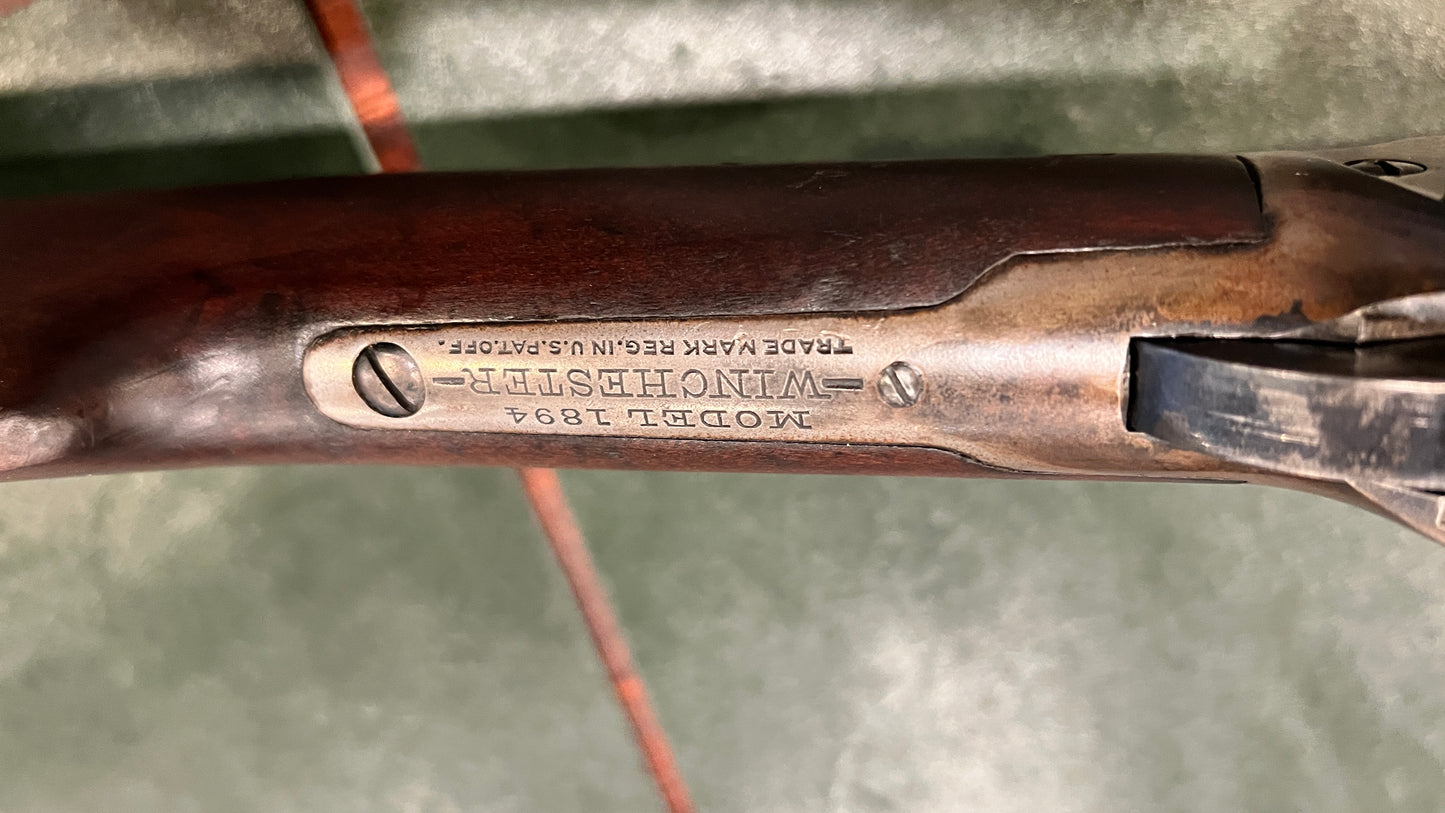 MODEL 1894
-WINCHESTER-
TRADE MARK REG. IN U.S. PAT. OFF.